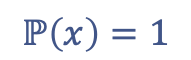 ℙ(𝑥) = 1